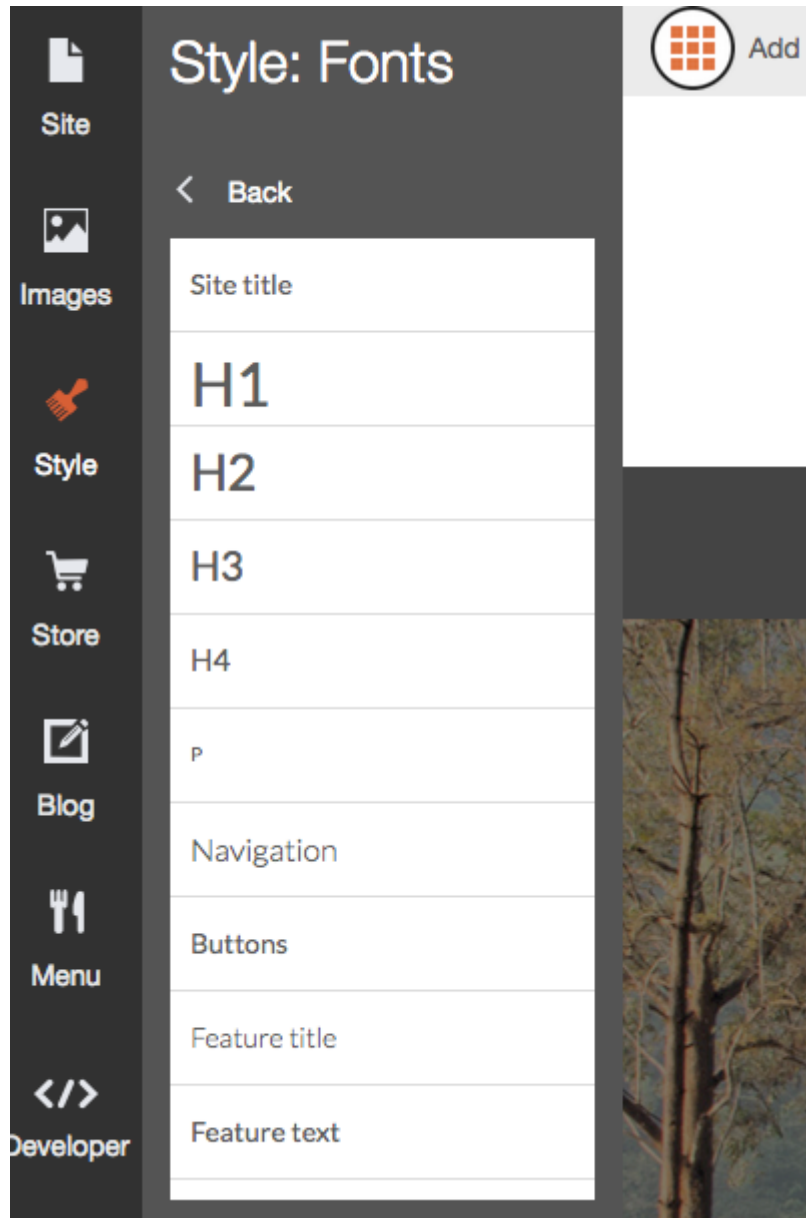 Site
Images
Style
Store
Blog
Menu
Developer
Style: Fonts
Back
Site title
H1
H2
H3
H4
P
Navigation
Buttons
Feature title
Feature text
Add